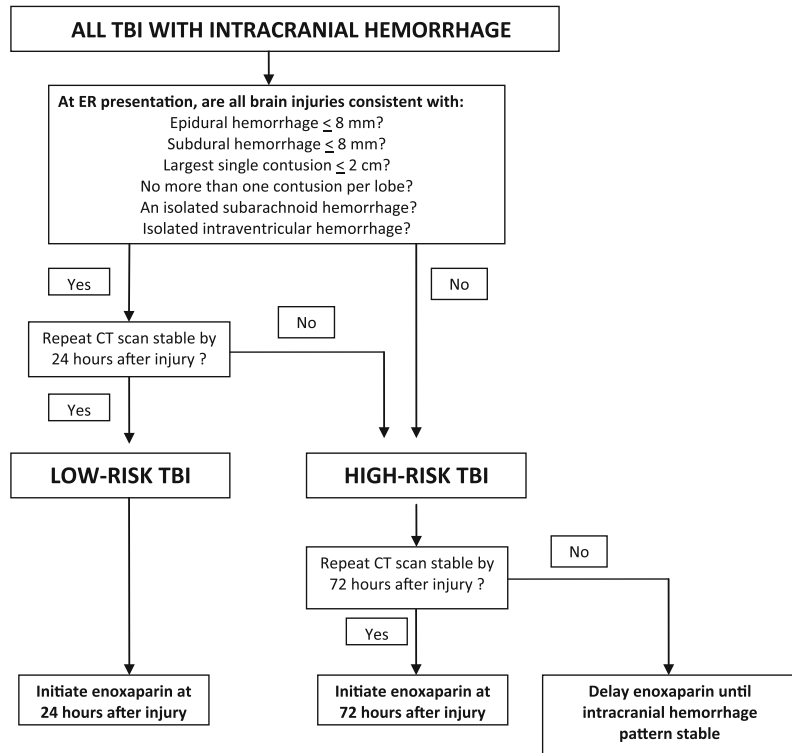 ALL TBI WITH INTRACRANIAL HEMORRHAGE
At ER presentation, are all brain injuries consistent with:
Epidural hemorrhage ≤ 8 mm?
Subdural hemorrhage ≤ 8 mm?
Largest single contusion ≤ 2 cm?
No more than one contusion per lobe?
An isolated subarachnoid hemorrhage?
Isolated intraventricular hemorrhage?
Yes
No
Repeat CT scan stable by
24 hours after injury ?
No
Yes
LOW-RISK TBI
HIGH-RISK TBI
Repeat CT scan stable by
72 hours after injury ?
No
Yes
Initiate enoxaparin at
24 hours after injury
Initiate enoxaparin at
72 hours after injury
Delay enoxaparin until
intracranial hemorrhage
pattern stable